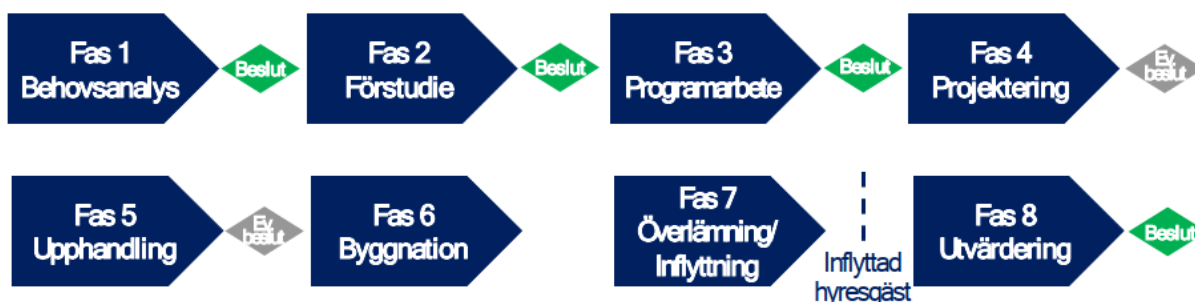 Fas 1
Behovsanalys
Beslut
Fas 2
Förstudie
Beslut
Fas 3
Programarbete
Beslut
Fas 4
Projektering
Ev.
beslut
Fas 5
Upphandling
Ev.
beslut
Fas 6
Byggnation
Fas 7
Överlämning/
Inflyttning
Inflyttad
hyresgäst
Fas 8
Utvärdering
Beslut